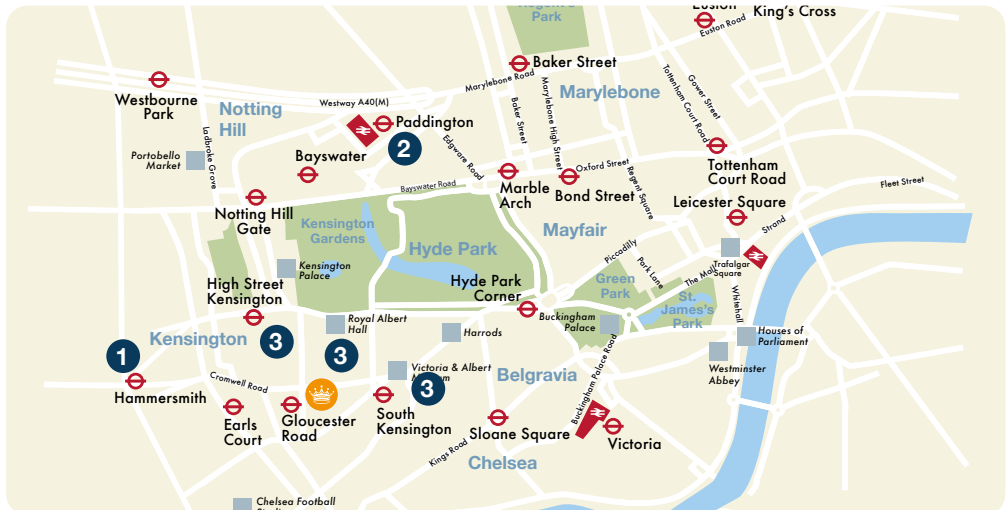 Regent's
Park
Euston
King's Cross
Euston Road
Baker Street
Marylebone Road
Marylebone
Westbourne
Park
Notting
Hill
Westway A40(M)
Paddington
2
Baker Street
Marylebone High Street
Tottenham Court Road
Gower Street
Ladbroke Grove
Portobello
Market
Bayswater
Edgware Road
Oxford Street
Tottenham
Court Road
Bayswater Road
Marble
Arch
Bond Street
Regent Square
Fleet Street
Notting Hill
Gate
Leicester Square
Kensington
Gardens
Hyde Park
Mayfair
Piccadilly
Strand
Trafalgar
Square
Kensington
Palace
High Street
Kensington
Hyde Park
Corner
Green
Park
Park Lane
The Mall
St.
James's
Park
Whitehall
Buckingham
Palace
Royal Albert
Hall
Harrods
Houses of
Parliament
Kensington
3
3
1
Victoria & Albert
3
Westminster
Abbey
Belgravia
Buckingham Palace Road
Hammersmith
Cromwell Road
Earls
Court
Gloucester
Road
South
Kensington
Sloane Square
Victoria
Kings Road
Chelsea
Chelsea Football